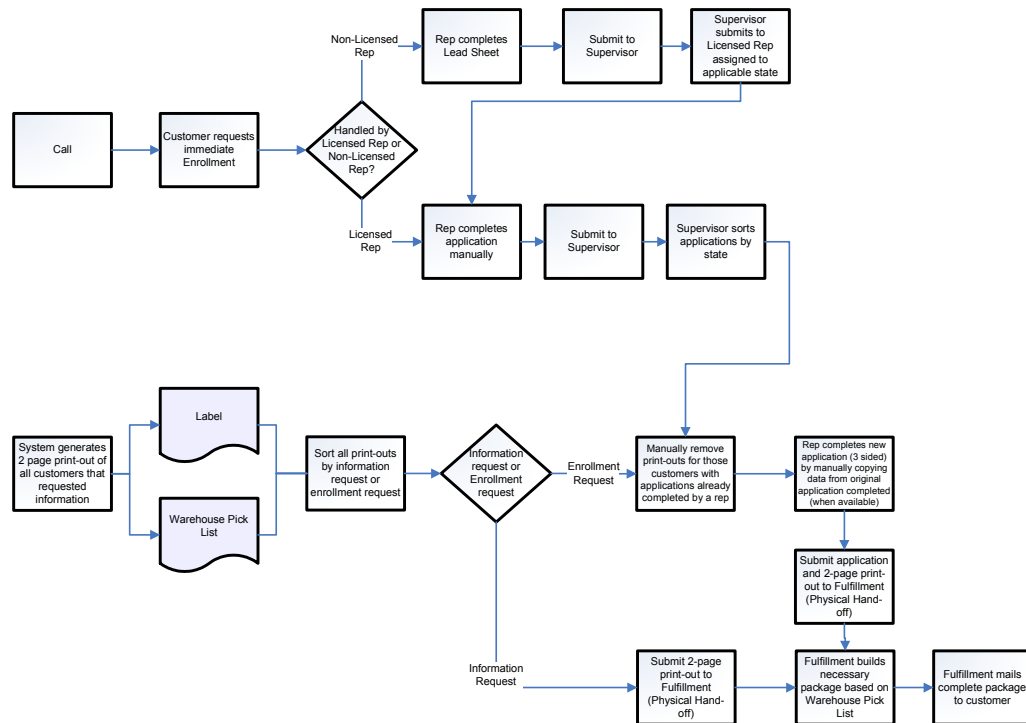 Non-Licensed
Rep
Rep completes
Lead Sheet
Submit to
Supervisor
Supervisor
submits to
Licensed Rep
assigned to
applicable state
Call
Customer requests
immediate
Enrollment
Handled by
Licensed Rep or
Non-Licensed
Rep?
Licensed
Rep
Rep completes
application
manually
Submit to
Supervisor
Supervisor sorts
applications by
state
System generates
2 page print-out of
all customers that
requested
information
Label
Warehouse Pick
List
Sort all print-outs
by information
request or
enrollment request
Information
request or
Enrollment
request
Enrollment
Request
Manually remove
print-outs for those
customers with
applications already
completed by a rep
Rep completes new
application (3 sided)
by manually copying
data from original
application completed
(when available)
Submit application
and 2-page print-
out to Fulfillment
(Physical Hand-
off)
Information
Request
Submit 2-page
print-out to
Fulfillment
(Physical Hand-
off)
Fulfillment builds
necessary
package based on
Warehouse Pick
List
Fulfillment mails
complete package
to customer